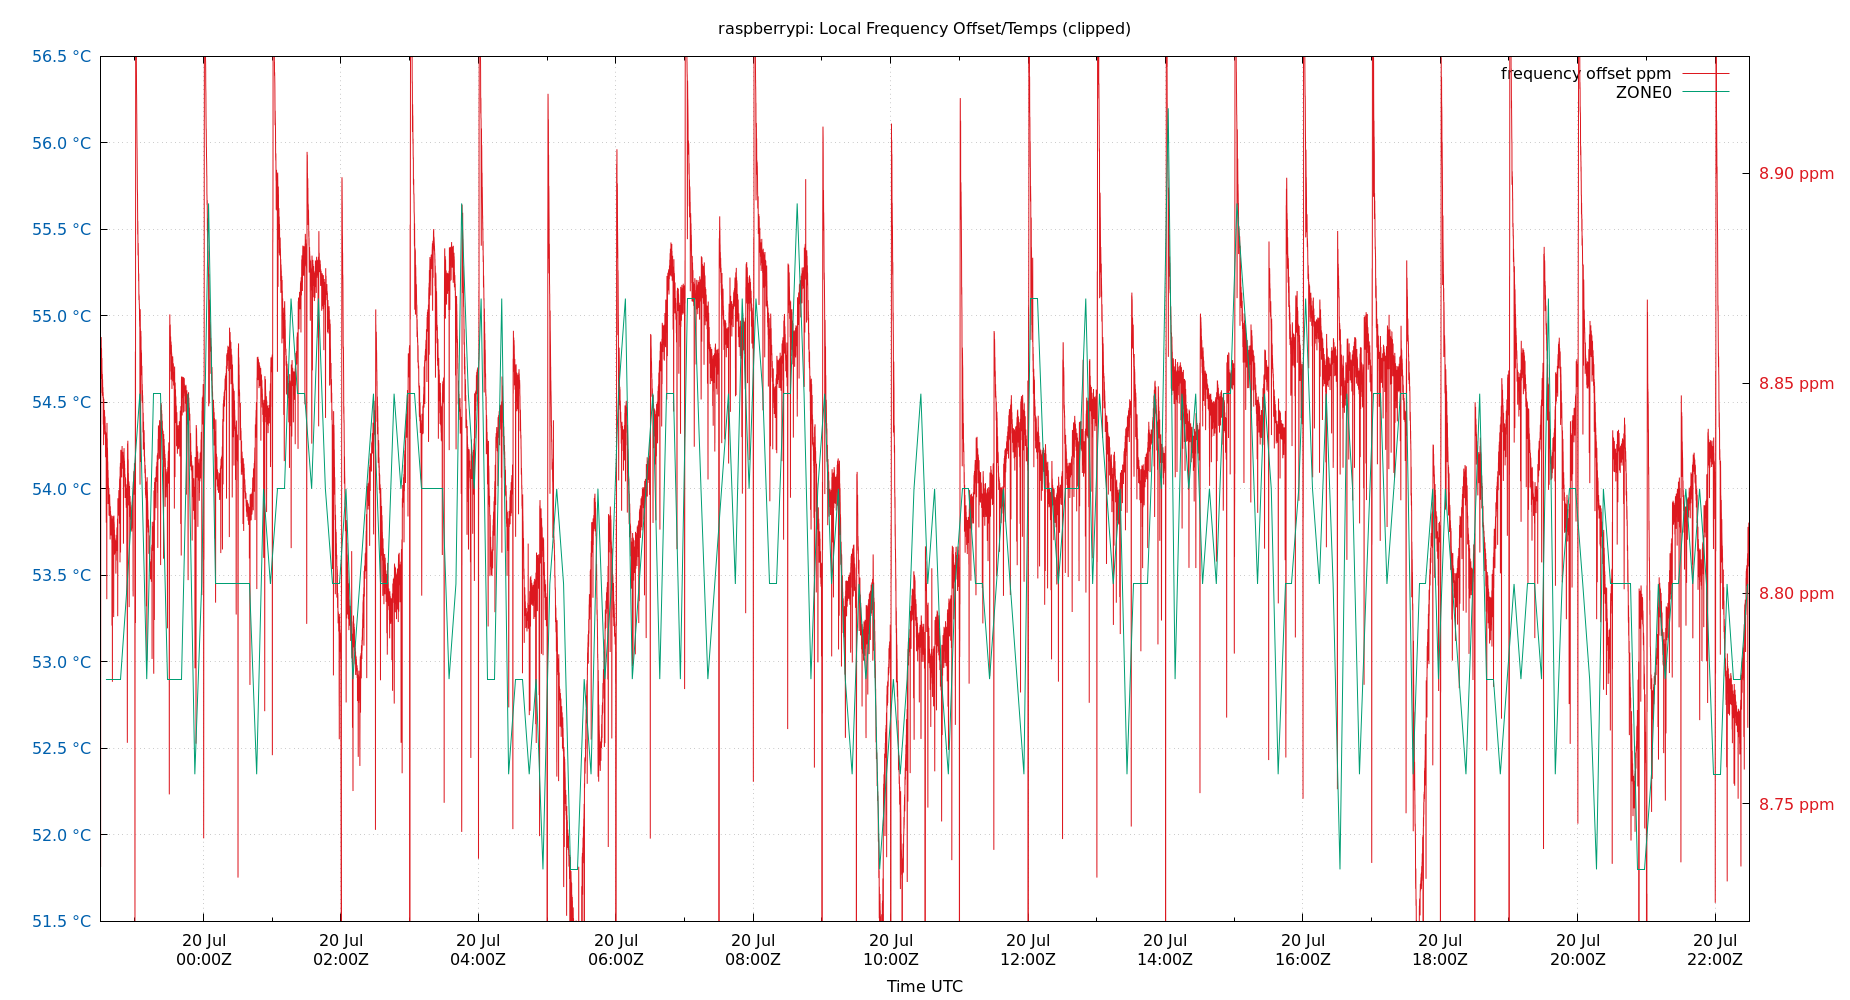 raspberrypi: Local Frequency Offset/Temps (clipped)
frequency offset ppm
ZONE0
56.5 °C
56.0 °C
55.5 °C
55.0 °C
54.5 °C
54.0 °C
53.5 °C
53.0 °C
52.5 °C
52.0 °C
51.5 °C
8.90 ppm
8.85 ppm
8.80 ppm
8.75 ppm
20 Jul 20 Jul 20 Jul 20 Jul 20 Jul 20 Jul 20 Jul 20 Jul 20 Jul 20 Jul 20 Jul 20 Jul
00:00Z 02:00Z 04:00Z 06:00Z 08:00Z 10:00Z 12:00Z 14:00Z 16:00Z 18:00Z 20:00Z 22:00Z
Time UTC